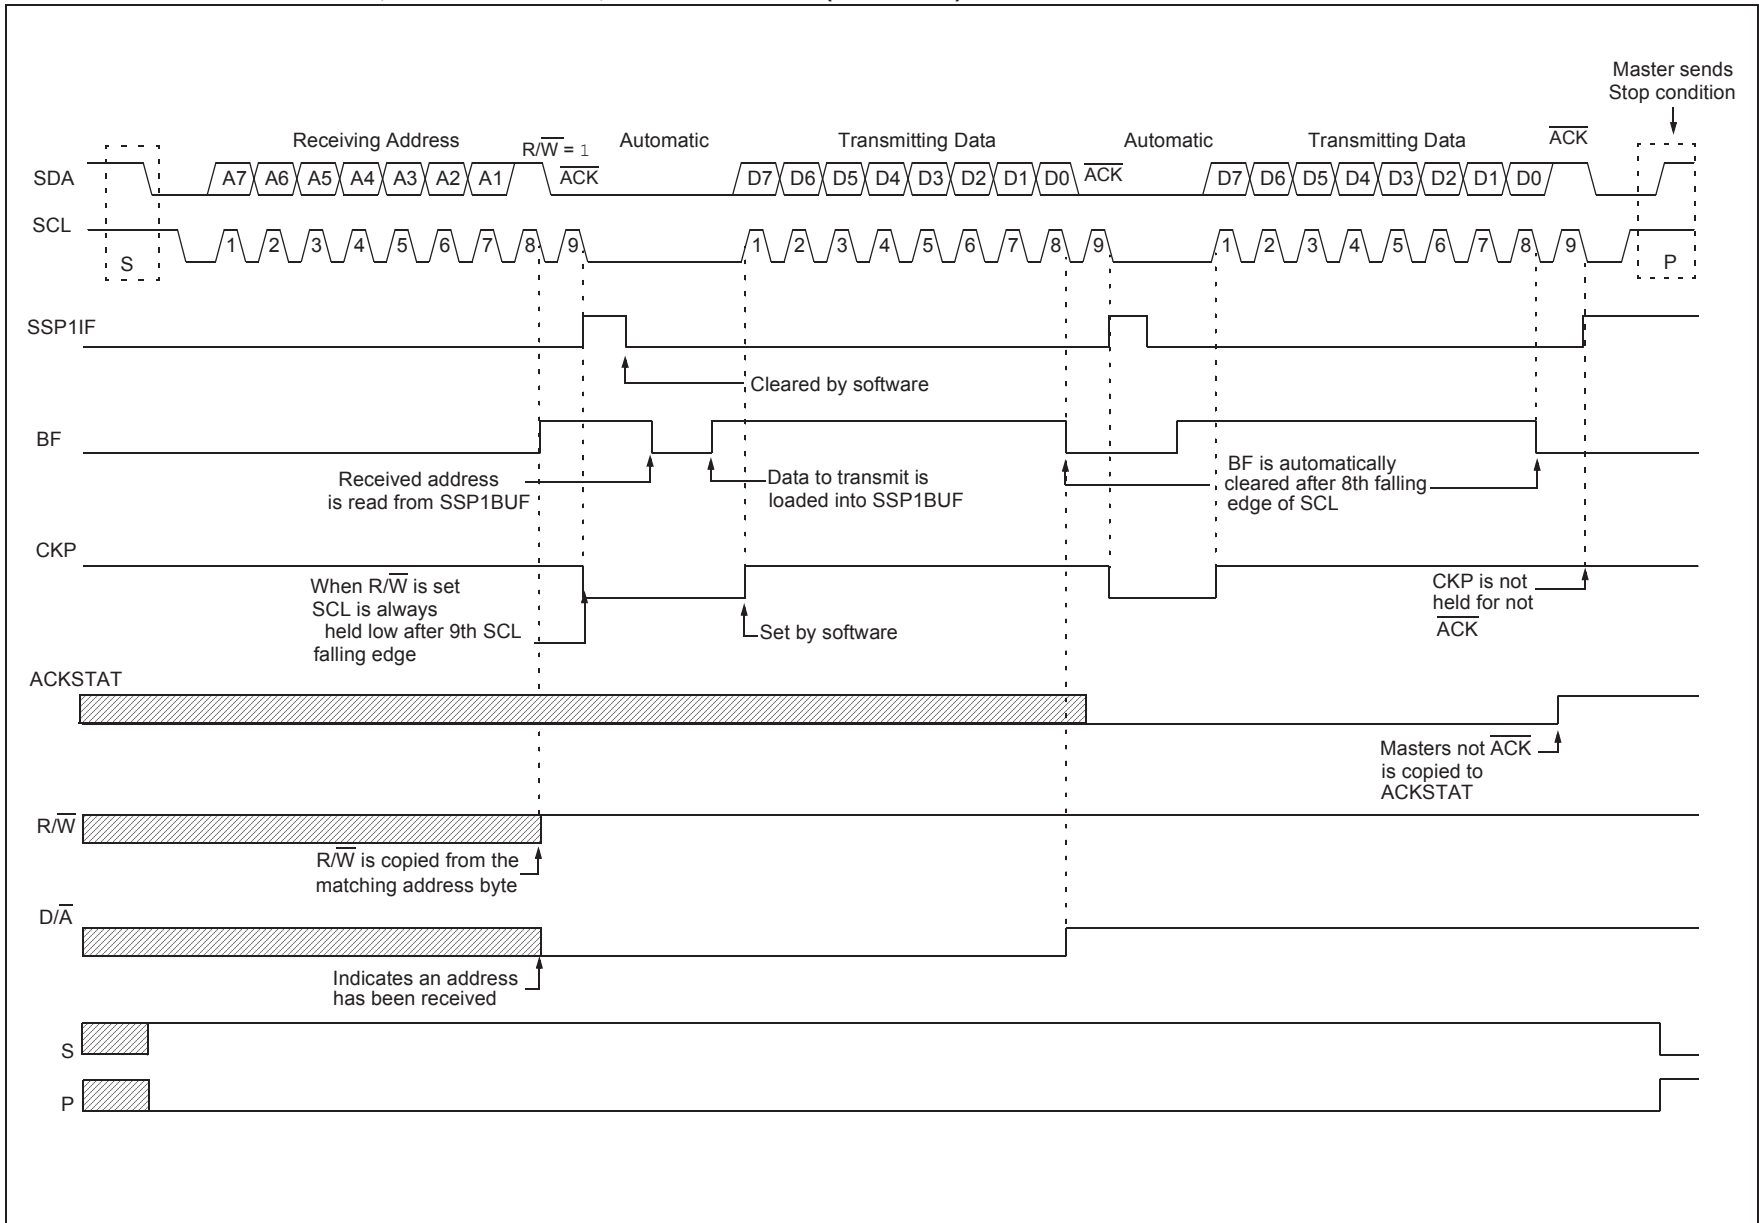 Master sends
Stop condition
Receiving Address
R/W̅ = 1
Automatic
Transmitting Data
Automatic
Transmitting Data
A̅C̅K̅
SDA
A7 A6 A5 A4 A3 A2 A1
A̅C̅K̅
D7 D6 D5 D4 D3 D2 D1 D0
A̅C̅K̅
D7 D6 D5 D4 D3 D2 D1 D0
SCL
1 2 3 4 5 6 7 8 9
1 2 3 4 5 6 7 8 9
1 2 3 4 5 6 7 8 9
S
P
SSP1IF
Cleared by software
BF
Received address
is read from SSP1BUF
Data to transmit is
loaded into SSP1BUF
BF is automatically
cleared after 8th falling
edge of SCL
CKP
When R/W̅ is set
SCL is always
held low after 9th SCL
falling edge
Set by software
CKP is not
held for not
A̅C̅K̅
ACKSTAT
Masters not A̅C̅K̅
is copied to
ACKSTAT
R/W̅
R/W̅ is copied from the
matching address byte
D/A̅
Indicates an address
has been received
S
P